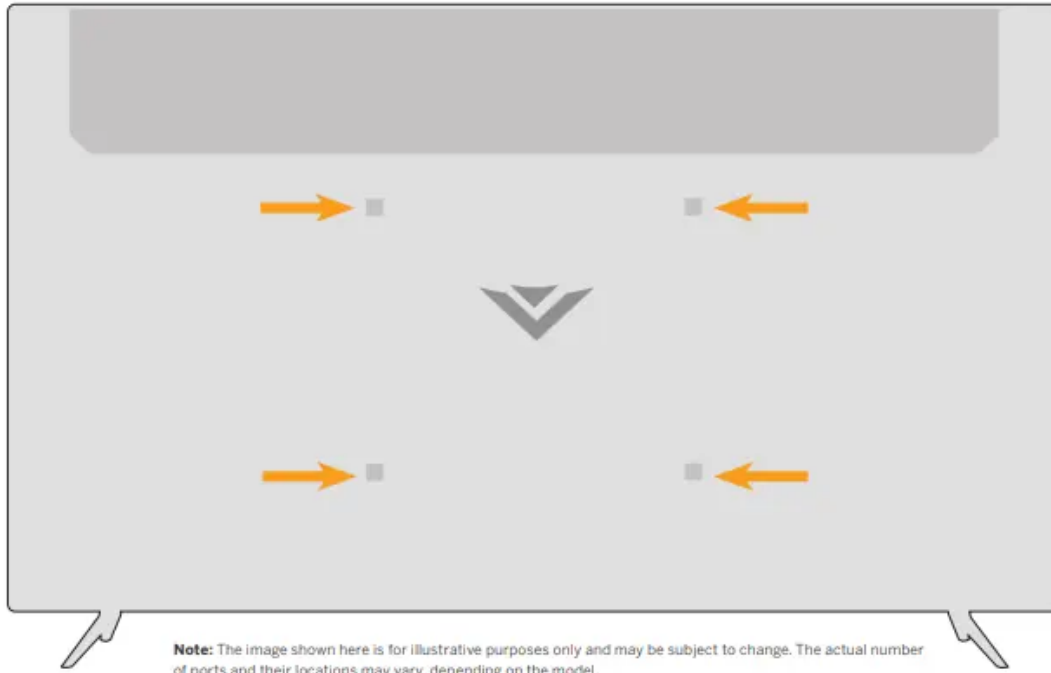 Note: The image shown here is for illustrative purposes only and may be subject to change. The actual number
of ports and their locations may vary, depending on the model.